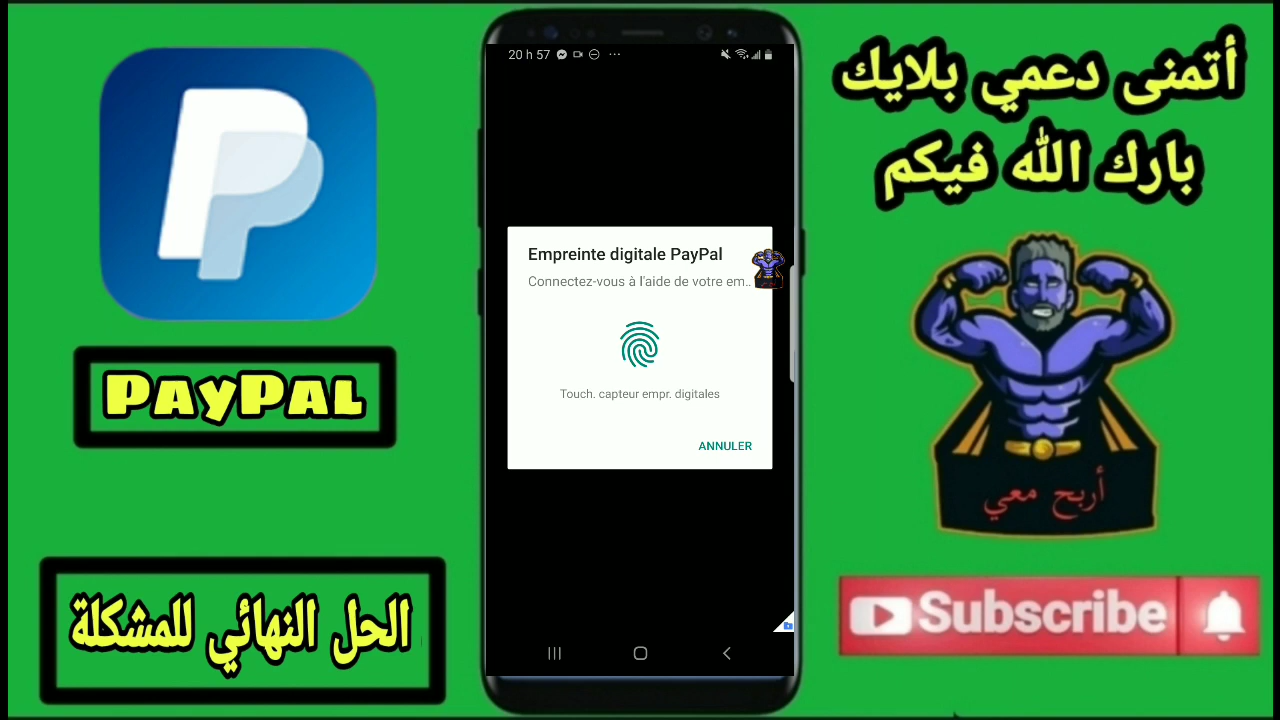 PayPal
الحل النهائي للمشكلة
20 h 57
Empreinte digitale PayPal
Connectez-vous à l'aide de votre em..
Touch. capteur empr. digitales
ANNULER
أتمنى دعمي بلايك
بارك الله فيكم
أربح معي
Subscribe